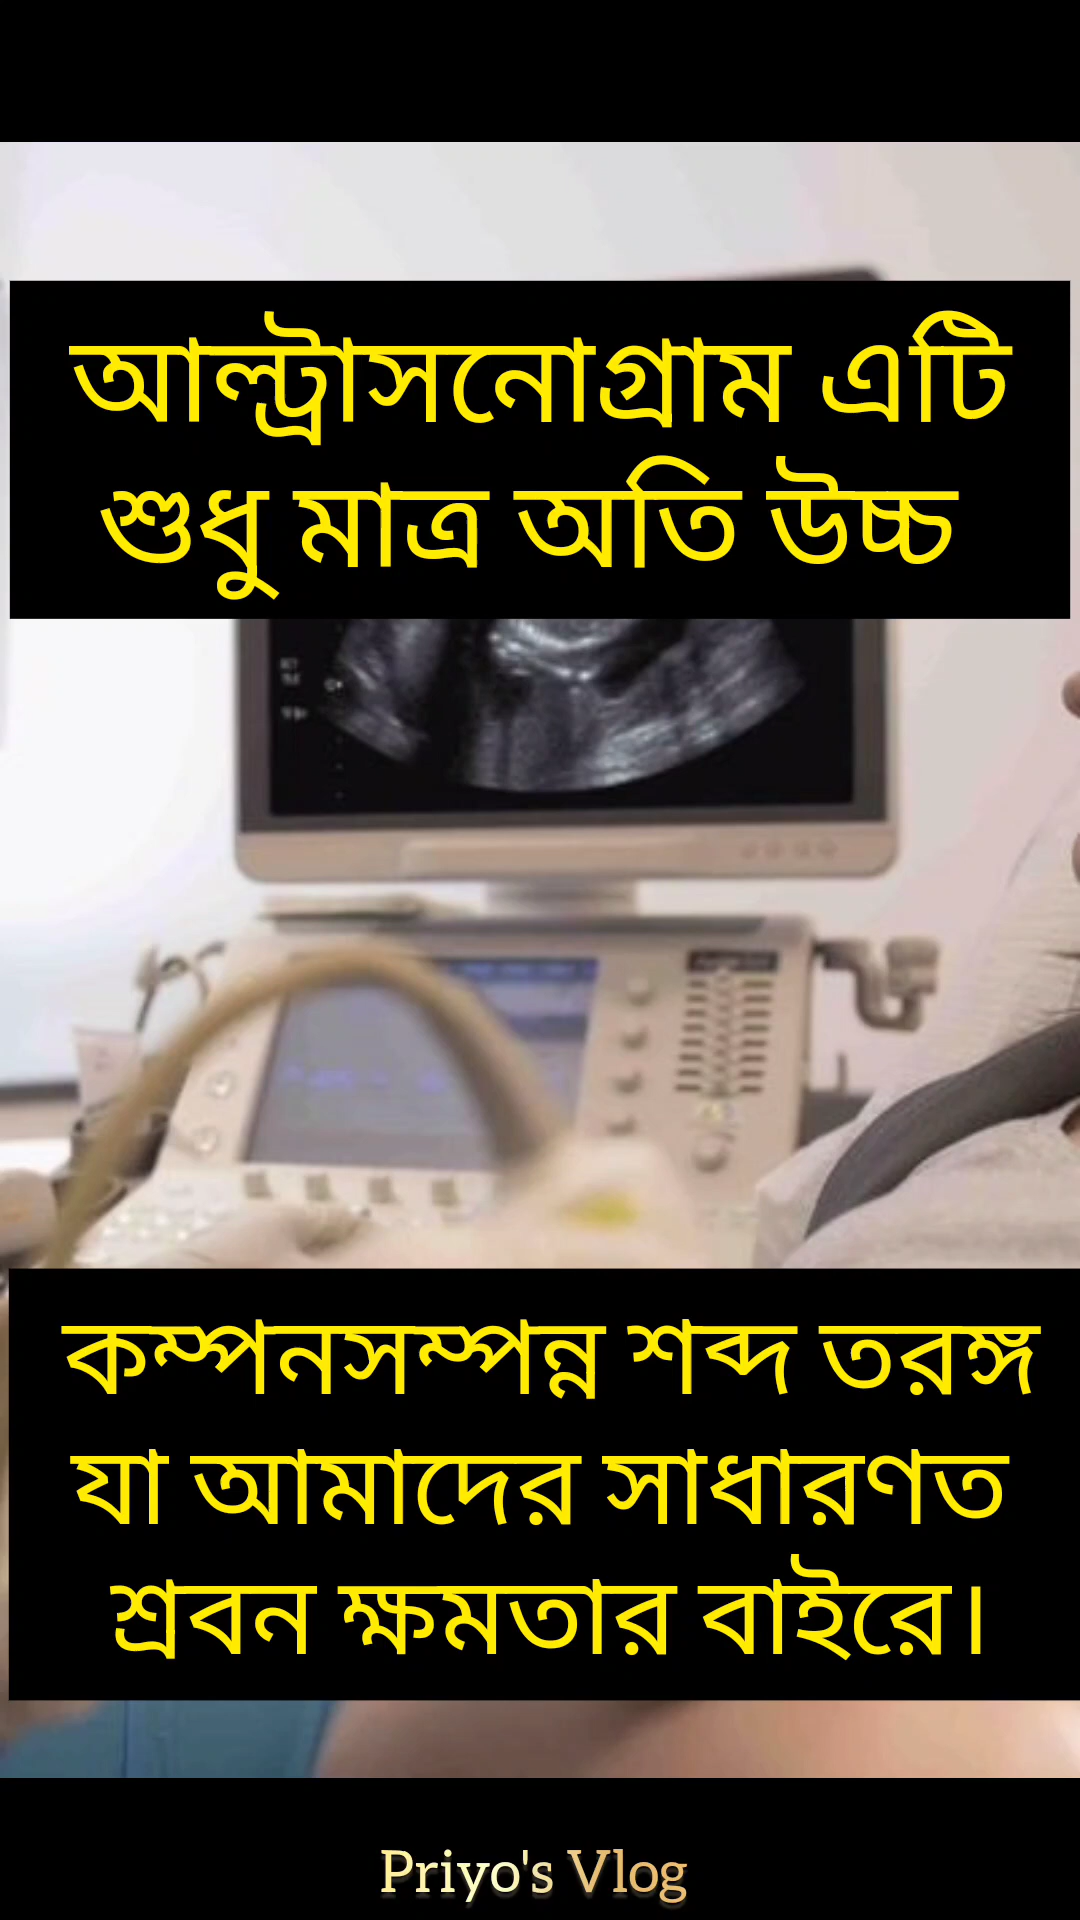 আল্ট্রাসনোগ্রাম এটি
শুধু মাত্র অতি উচ্চ
কম্পনসম্পন্ন শব্দ তরঙ্গ
যা আমাদের সাধারণত
শ্রবন ক্ষমতার বাইরে।
Priyo's Vlog